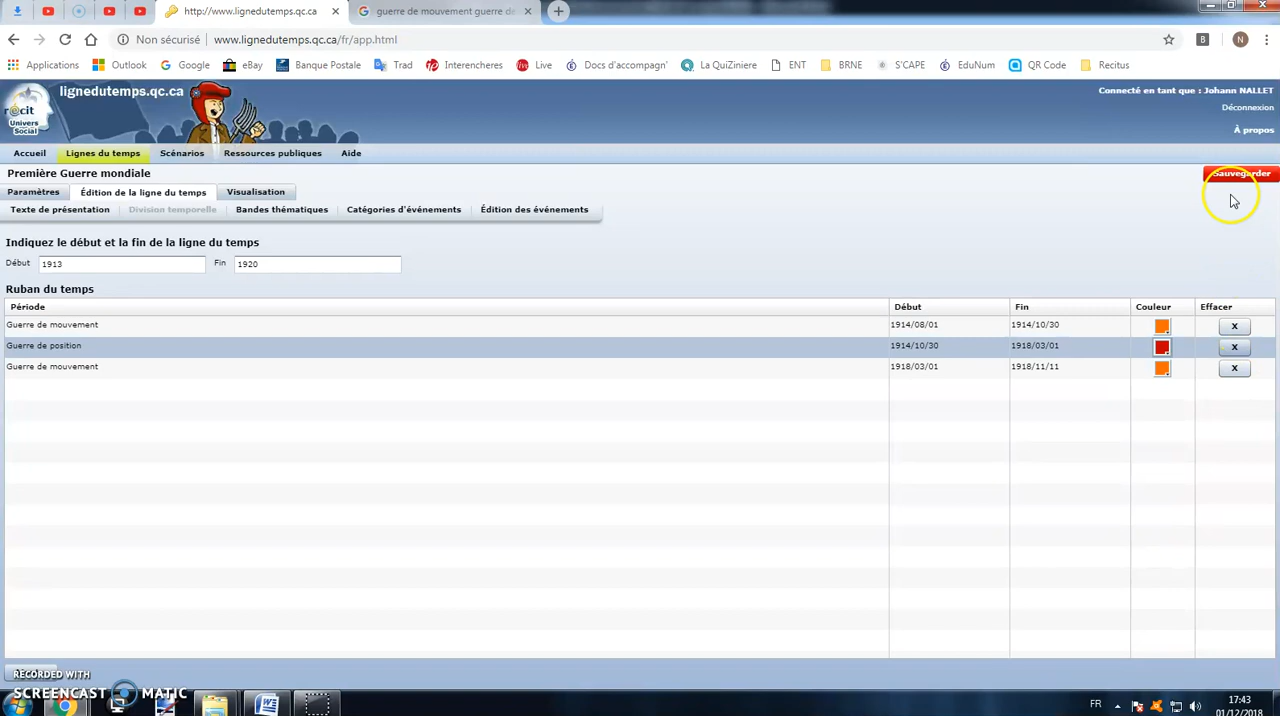 http://www.lignedutemps.qc.ca
guerre de mouvement guerre de
Non sécurisé www.lignedutemps.qc.ca/fr/app.html B N
Applications Outlook Google eBay Banque Postale Trad Interencheres Live Docs d'accompagn' La QuiZiniere ENT BRNE S'CAPE EduNum QR Code Recitus
lignedutemps.qc.ca
récit
Univers
Social
Connecté en tant que : Johann NALLET
Déconnexion
À propos
Accueil Lignes du temps Scénarios Ressources publiques Aide
Première Guerre mondiale
Sauvegarder
Paramètres Édition de la ligne du temps Visualisation
Texte de présentation Division temporelle Bandes thématiques Catégories d'événements Édition des événements
Indiquez le début et la fin de la ligne du temps
Début 1913 Fin 1920
Ruban du temps
Période Début Fin Couleur Effacer
Guerre de mouvement 1914/08/01 1914/10/30 X
Guerre de position 1914/10/30 1918/03/01 X
Guerre de mouvement 1918/03/01 1918/11/11 X
RECORDED WITH
SCREENCAST MATIC
FR 17:43
01/12/2018